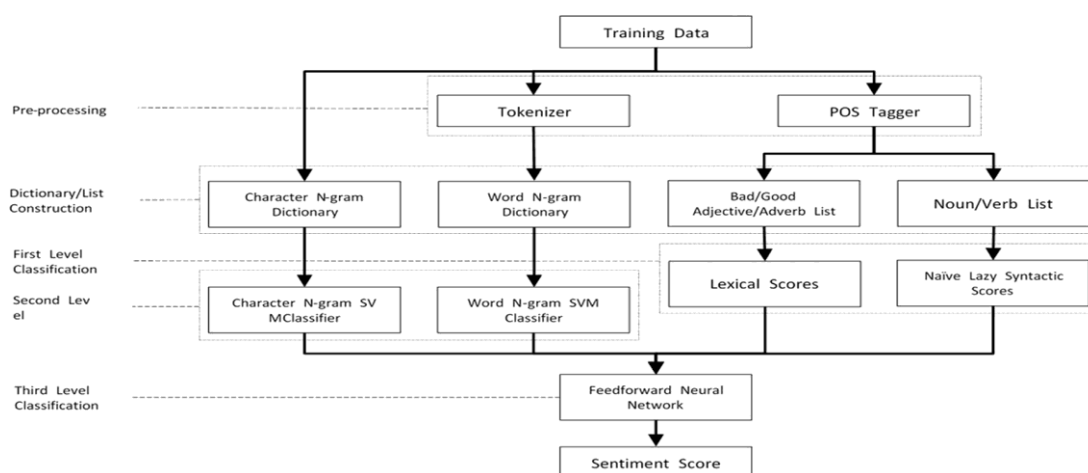 Training Data
Pre-processing
Tokenizer
POS Tagger
Dictionary/List
Construction
Character N-gram
Dictionary
Word N-gram
Dictionary
Bad/Good
Adjective/Adverb List
Noun/Verb List
First Level
Classification
Lexical Scores
Naïve Lazy Syntactic
Scores
Second Lev
el
Character N-gram SV
MClassifier
Word N-gram SVM
Classifier
Third Level
Classification
Feedforward Neural
Network
Sentiment Score